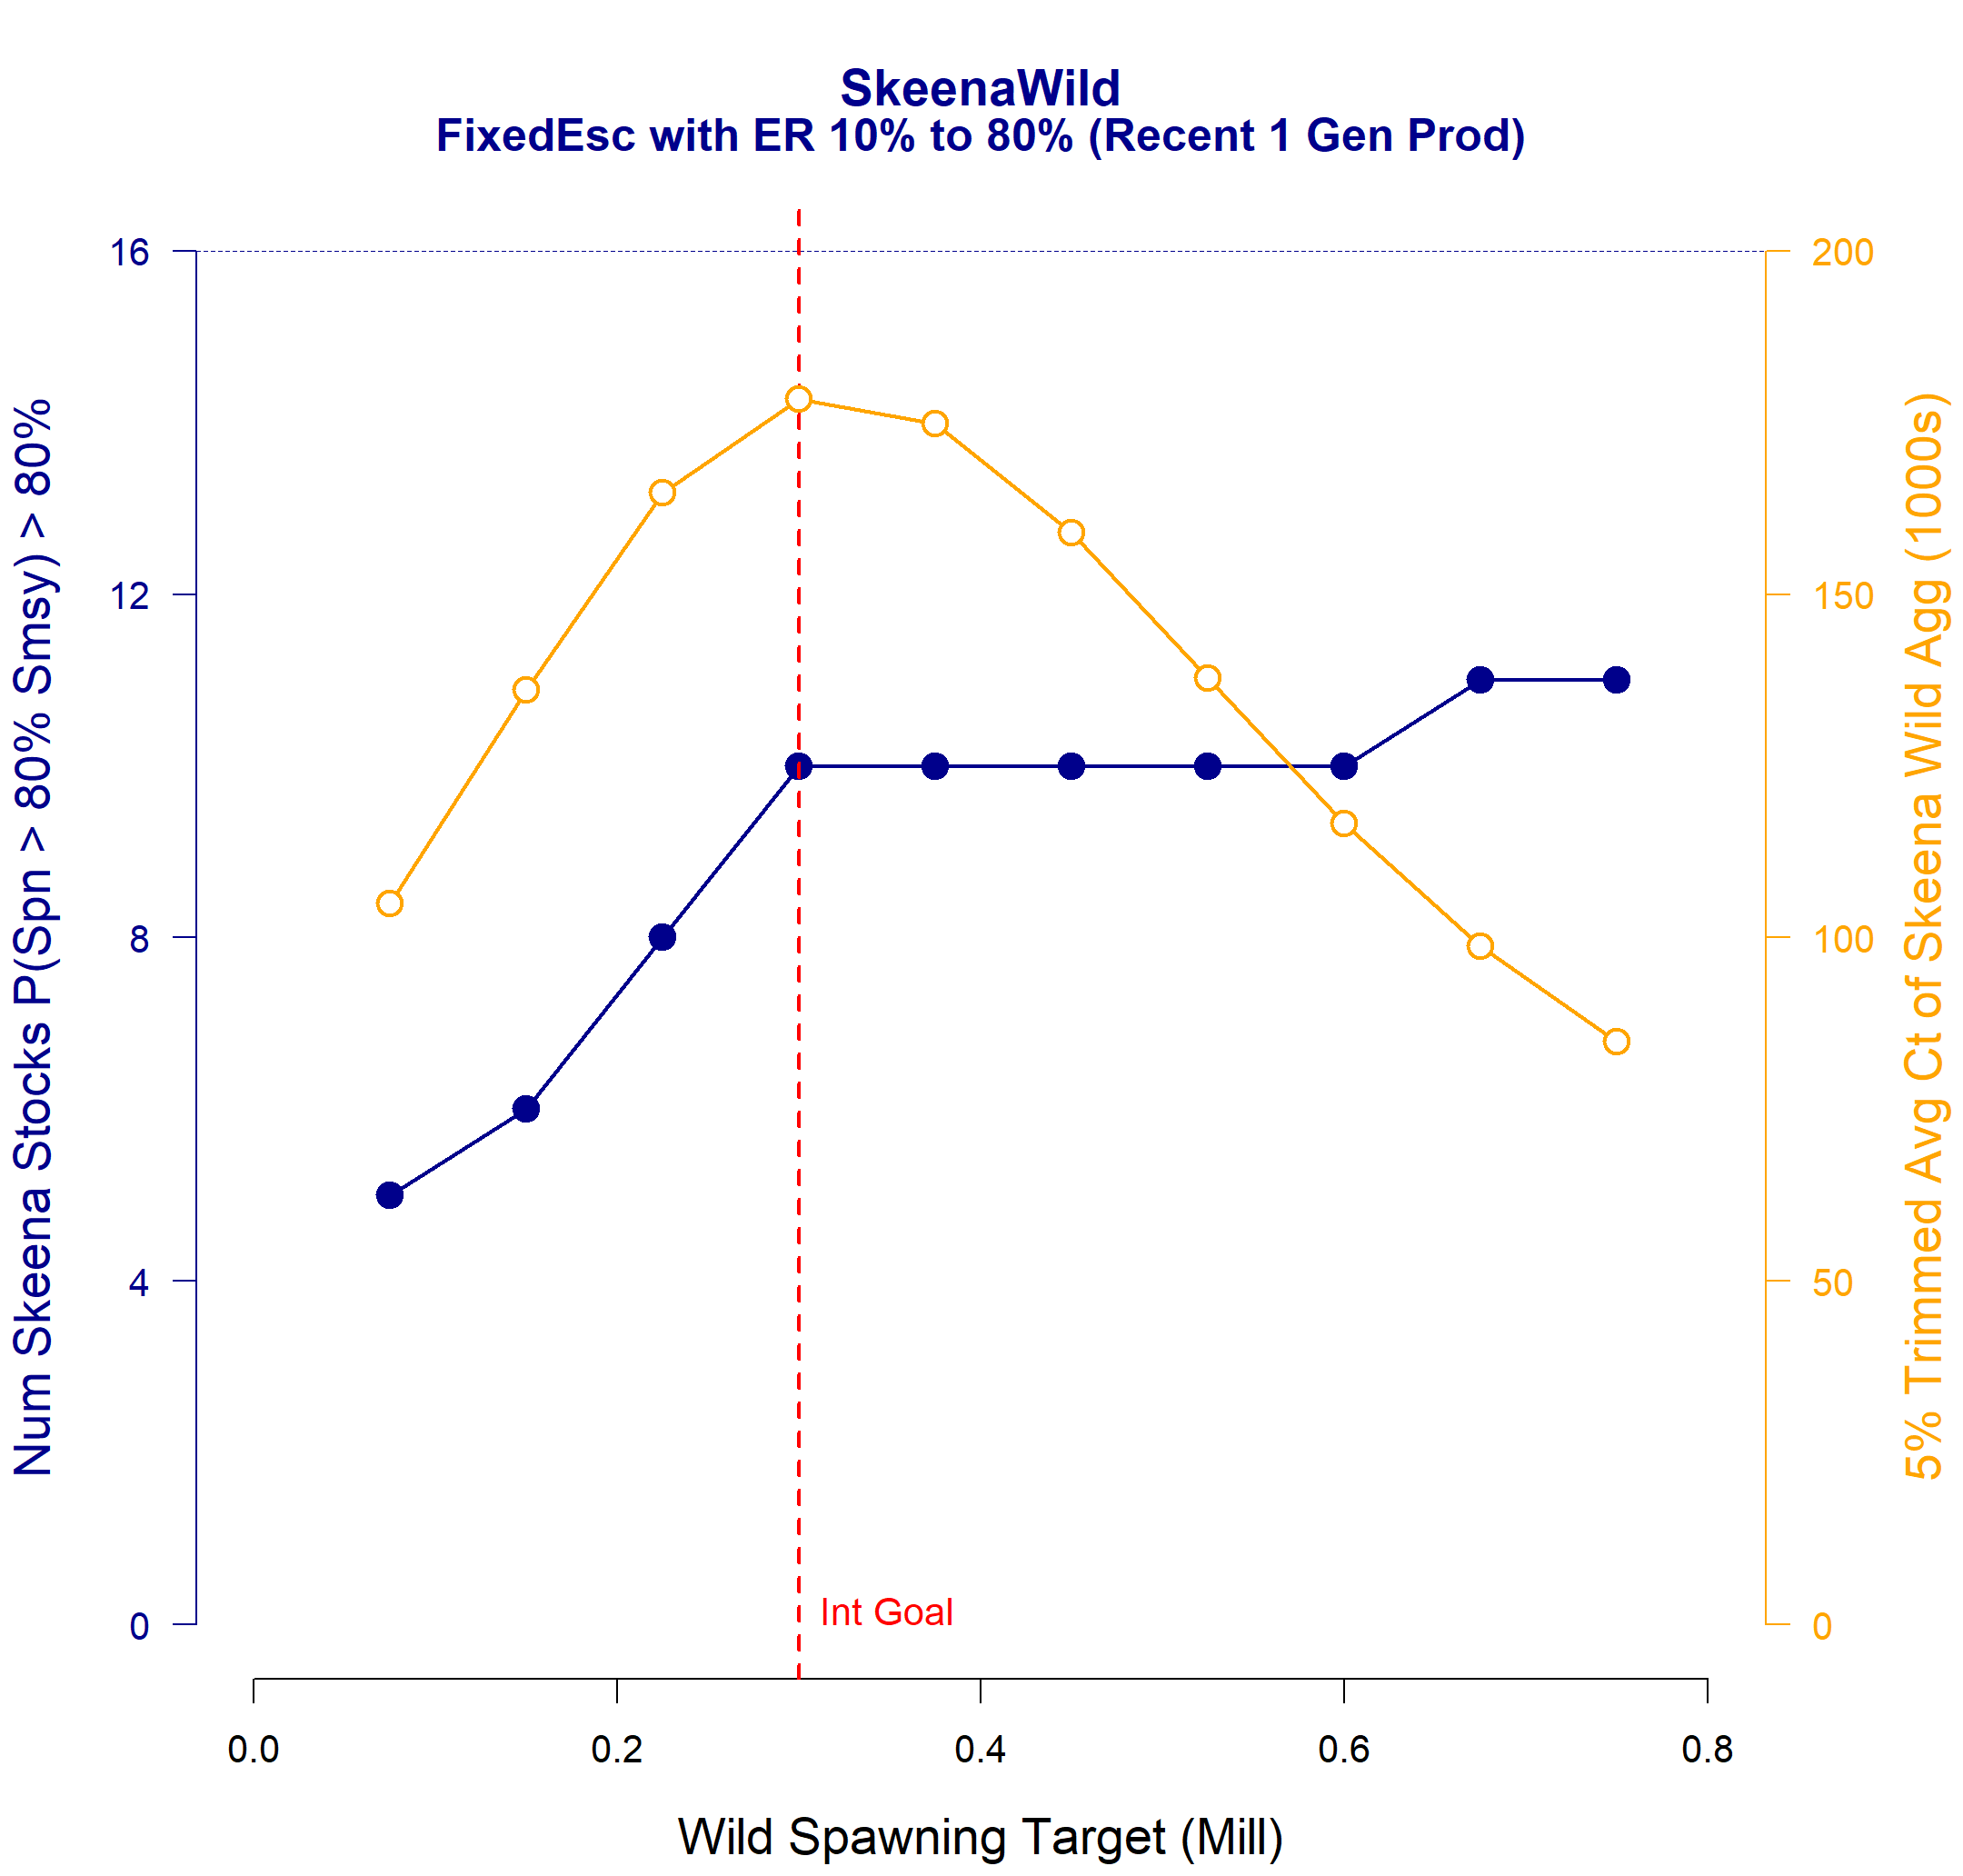 SkeenaWild
FixedEsc with ER 10% to 80% (Recent 1 Gen Prod)
Num Skeena Stocks P(Spn > 80% Smsy) > 80%
16
12
8
4
0
200
150
100
50
0
5% Trimmed Avg Ct of Skeena Wild Agg (1000s)
Int Goal
0.0
0.2
0.4
0.6
0.8
Wild Spawning Target (Mill)